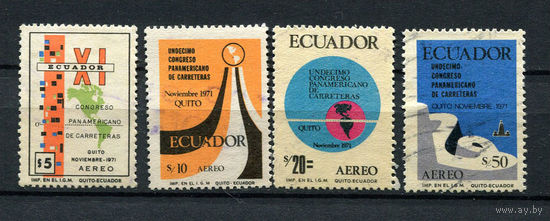 XI
ECUADOR
CONGRESO
PANAMERICANO
DE CARRETERAS
QUITO
NOVIEMBRE-1971
$5 AEREO
IMP. EN EL I.G.M. QUITO-ECUADOR
UNDECIMO
CONGRESO
PANAMERICANO
DE CARRETERAS
Noviembre 1971
QUITO
ECUADOR
S/10 AEREO
IMP. EN EL I.G.M. QUITO-ECUADOR
ECUADOR
UNDECIMO
CONGRESO
PANAMERICANO
DE
CARRETERAS
QUITO
Noviembre 1971
S/20= AEREO
IMP. EN EL I.G.M. QUITO-ECUADOR
ECUADOR
UNDECIMO
CONGRESO
PANAMERICANO
DE CARRETERAS
QUITO NOVIEMBRE, 1971
S/50
AEREO
IMP. EN EL I.G.M. QUITO-ECUADOR
www.ay.by